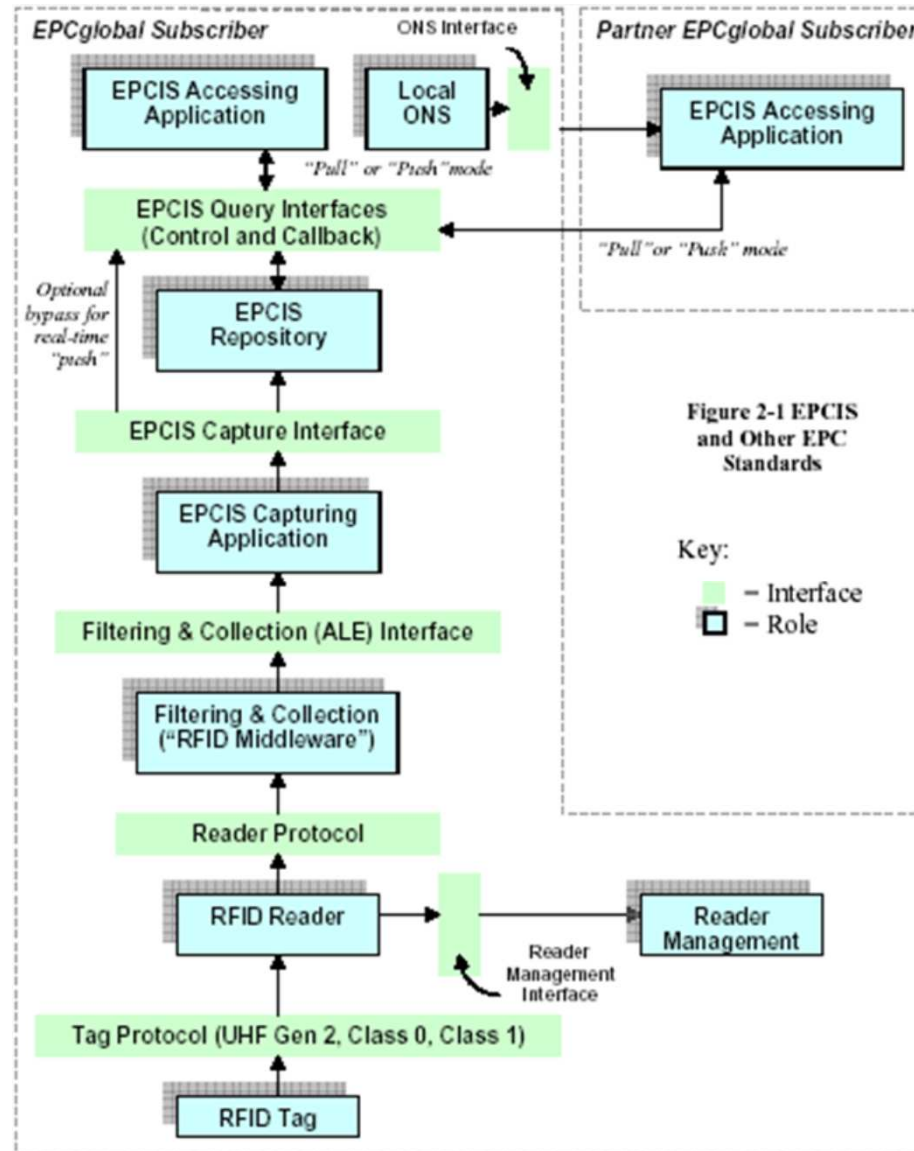 EPCglobal Subscriber
ONS Interface
Partner EPCglobal Subscriber
EPCIS Accessing
Application
Local
ONS
EPCIS Accessing
Application
"Pull" or "Push" mode
EPCIS Query Interfaces
(Control and Callback)
"Pull" or "Push" mode
Optional
bypass for
real-time
"push"
EPCIS
Repository
EPCIS Capture Interface
Figure 2-1 EPCIS
and Other EPC
Standards
EPCIS Capturing
Application
Key:
= Interface
= Role
Filtering & Collection (ALE) Interface
Filtering & Collection
("RFID Middleware")
Reader Protocol
RFID Reader
Reader
Management
Reader
Management
Interface
Tag Protocol (UHF Gen 2, Class 0, Class 1)
RFID Tag